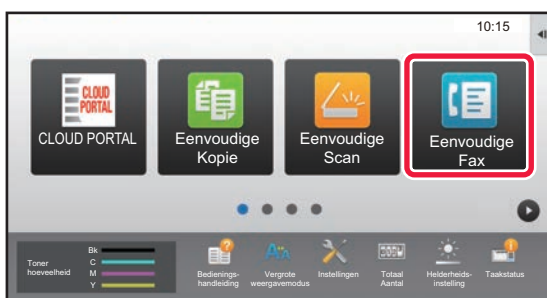 10:15
CLOUD
PORTAL
CLOUD PORTAL
Eenvoudige
Kopie
Eenvoudige
Scan
Eenvoudige
Fax
Toner
hoeveelheid
Bk
C
M
Y
Bedienings-
handleiding
Vergrote
weergavemodus
Instellingen
Totaal
Aantal
Helderheids-
instelling
Taakstatus